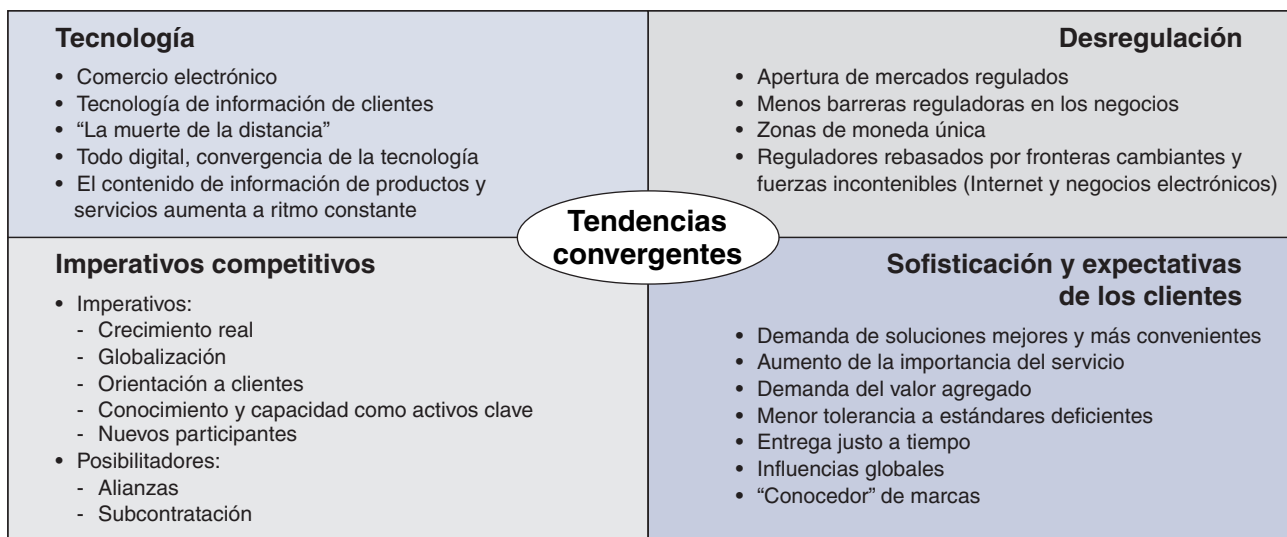 Tecnología
• Comercio electrónico
• Tecnología de información de clientes
• “La muerte de la distancia”
• Todo digital, convergencia de la tecnología
• El contenido de información de productos y
servicios aumenta a ritmo constante
Desregulación
• Apertura de mercados regulados
• Menos barreras reguladoras en los negocios
• Zonas de moneda única
• Reguladores rebasados por fronteras cambiantes y
fuerzas incontenibles (Internet y negocios electrónicos)
Tendencias
convergentes
Imperativos competitivos
• Imperativos:
- Crecimiento real
- Globalización
- Orientación a clientes
- Conocimiento y capacidad como activos clave
- Nuevos participantes
• Posibilitadores:
- Alianzas
- Subcontratación
Sofisticación y expectativas
de los clientes
• Demanda de soluciones mejores y más convenientes
• Aumento de la importancia del servicio
• Demanda del valor agregado
• Menor tolerancia a estándares deficientes
• Entrega justo a tiempo
• Influencias globales
• “Conocedor” de marcas